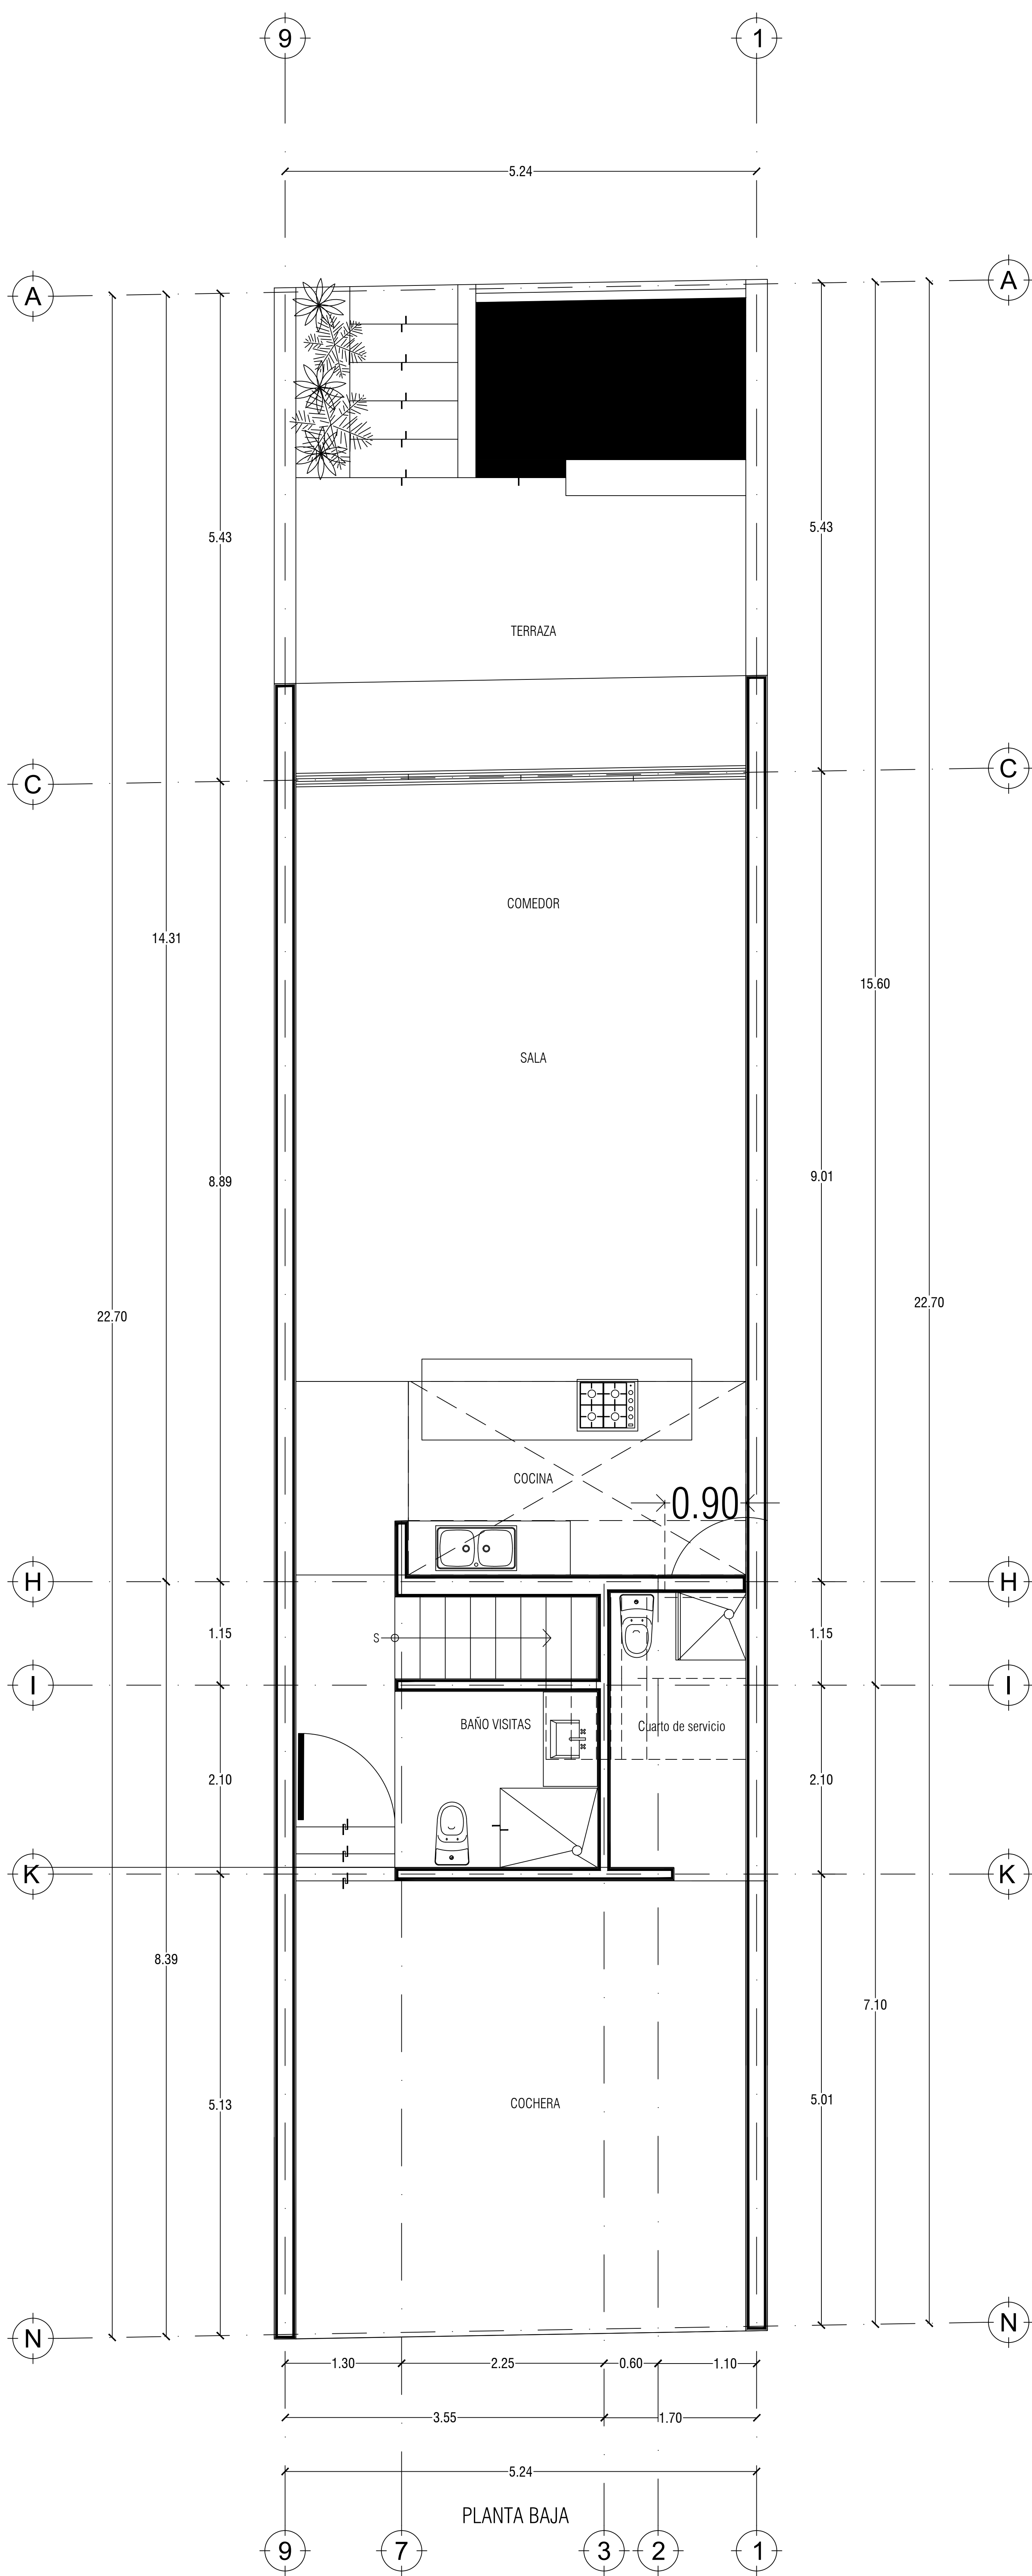 9 1
5.24
A A
5.43 5.43
TERRAZA
C C
COMEDOR
14.31
15.60
SALA
8.89 9.01
22.70 22.70
COCINA
0.90
H H
S
1.15 1.15
I I
BAÑO VISITAS Cuarto de servicio
2.10 2.10
K K
8.39
7.10
5.13 5.01
COCHERA
N N
1.30 2.25 0.60 1.10
3.55 1.70
5.24
PLANTA BAJA
9 7 3 2 1